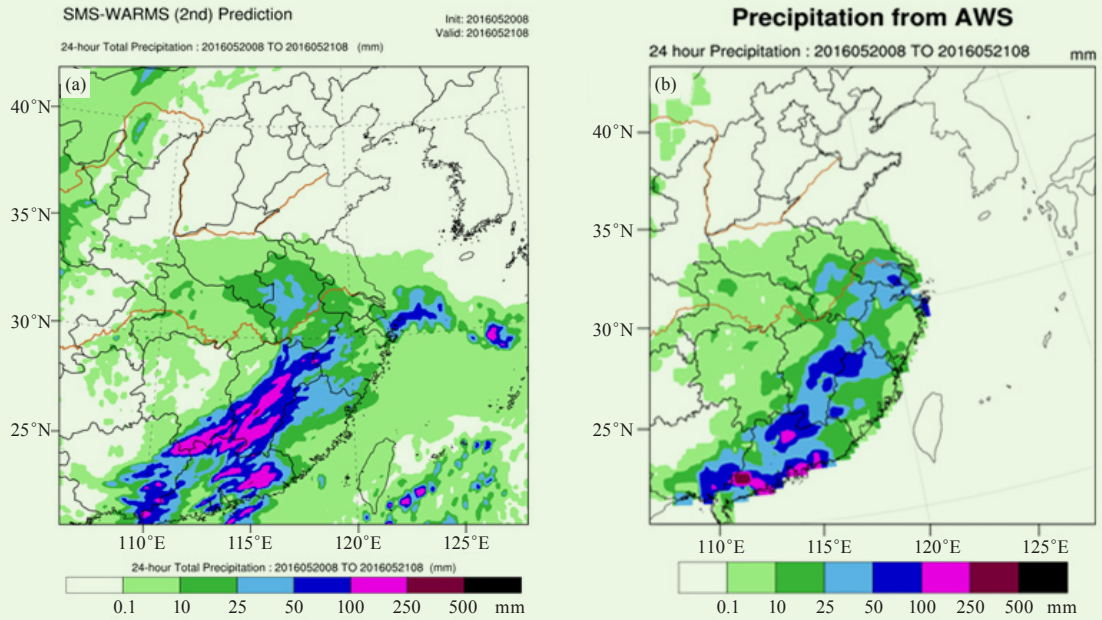 SMS-WARMS (2nd) Prediction
Init: 2016052008
Valid: 2016052108
24-hour Total Precipitation : 2016052008 TO 2016052108 (mm)
(a)
40°N
35°N
30°N
25°N
110°E 115°E 120°E 125°E
24-hour Total Precipitation : 2016052008 TO 2016052108 (mm)
0.1 10 25 50 100 250 500 mm
Precipitation from AWS
24 hour Precipitation : 2016052008 TO 2016052108 mm
(b)
40°N
35°N
30°N
25°N
110°E 115°E 120°E 125°E
0.1 10 25 50 100 250 500 mm